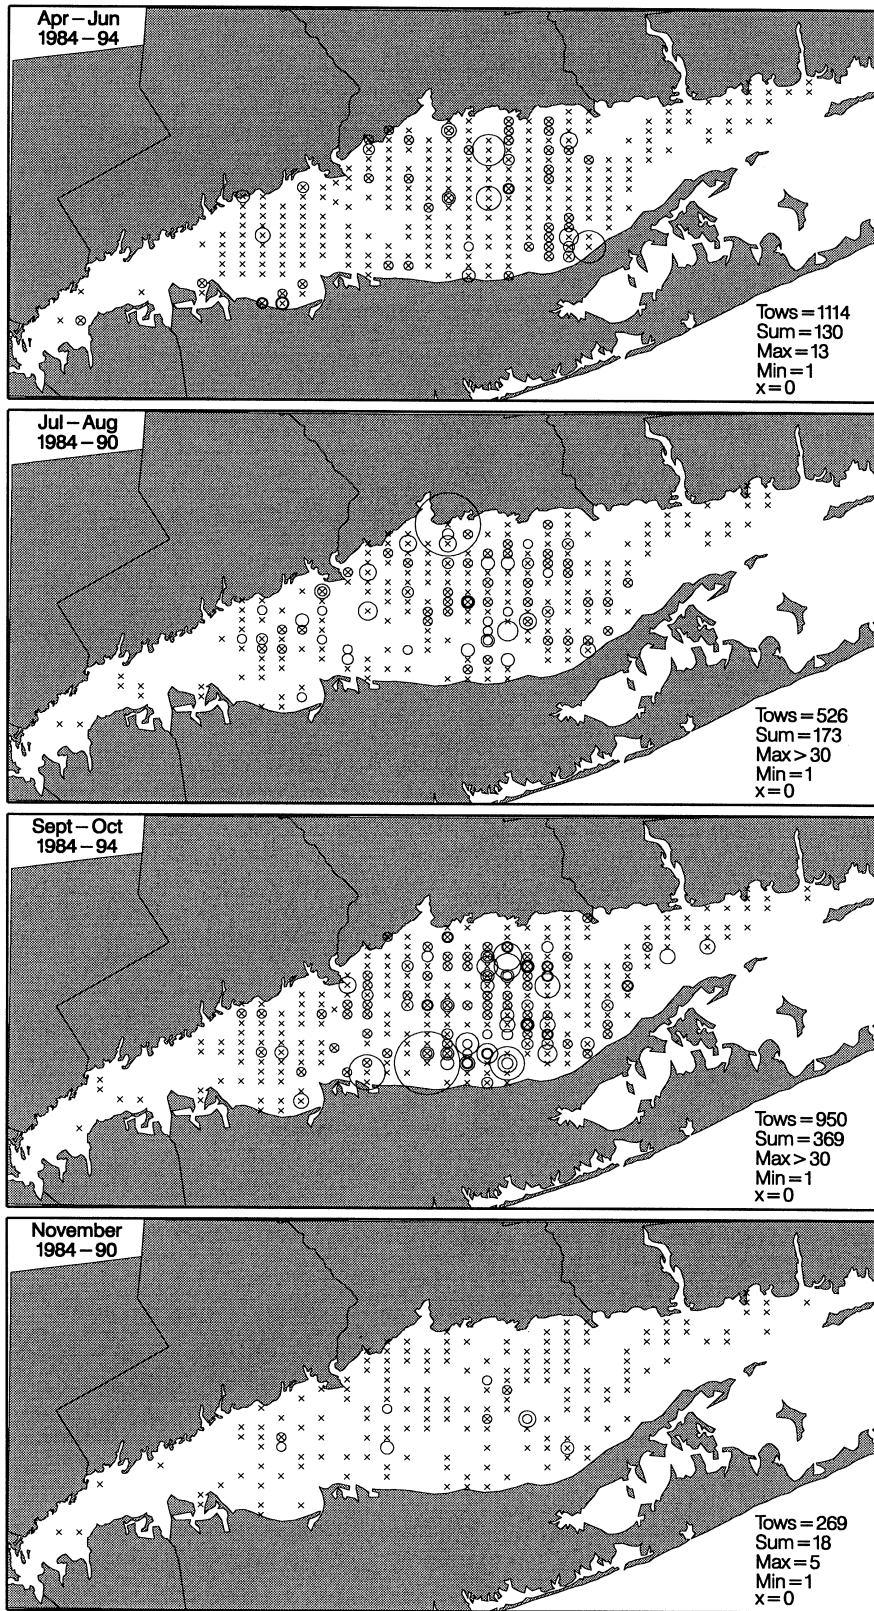 Apr–Jun
1984–94
Tows=1114
Sum=130
Max=13
Min=1
x=0
Jul–Aug
1984–90
Tows=526
Sum=173
Max>30
Min=1
x=0
Sept–Oct
1984–94
Tows=950
Sum=369
Max>30
Min=1
x=0
November
1984–90
Tows=269
Sum=18
Max=5
Min=1
x=0